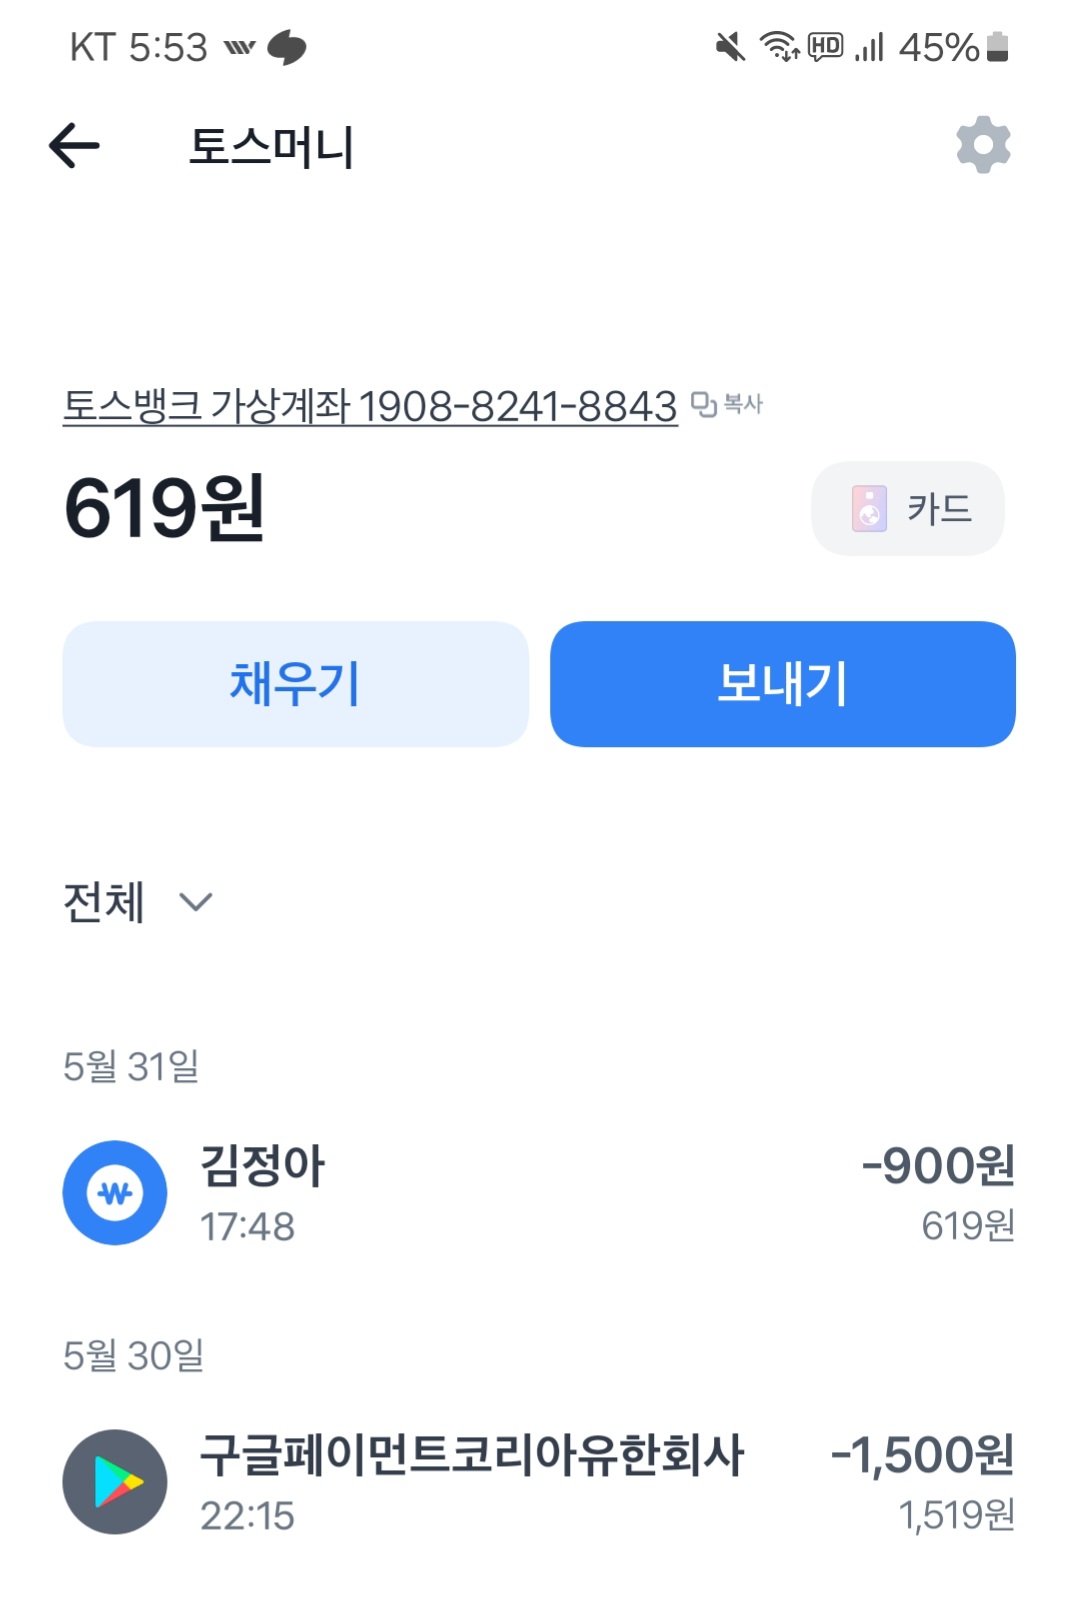 KT 5:53
HD 45%
토스머니
토스뱅크 가상계좌 1908-8241-8843 복사
619원
카드
채우기
보내기
전체
5월 31일
김정아 -900원
17:48 619원
5월 30일
구글페이먼트코리아유한회사 -1,500원
22:15 1,519원